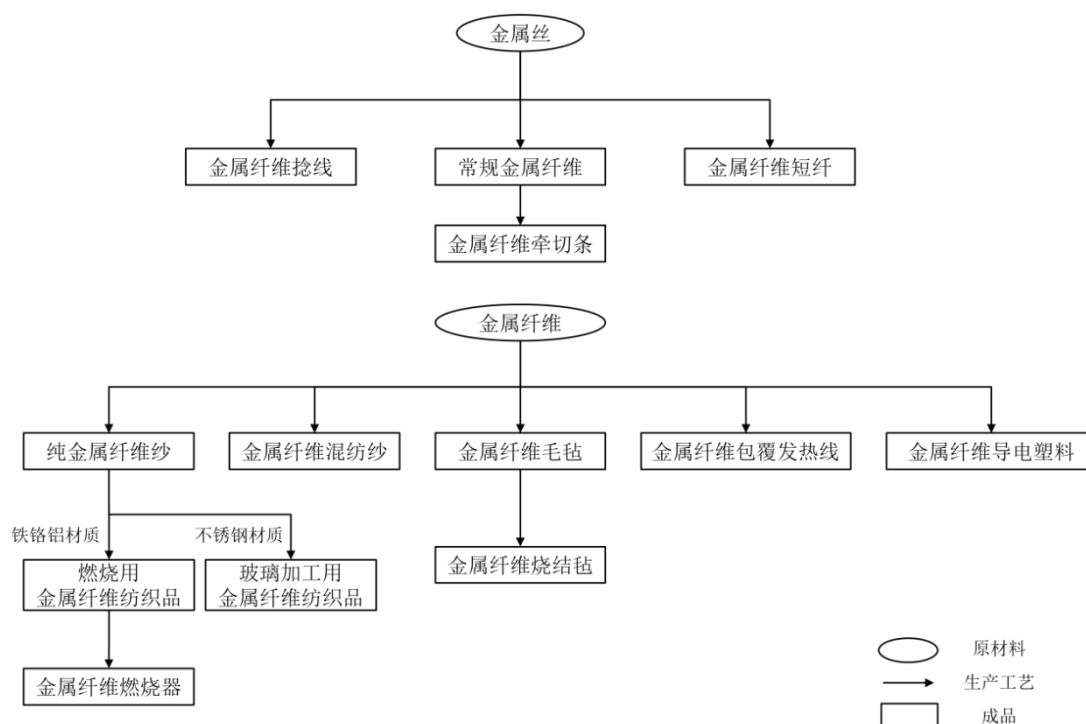 金属丝
金属纤维捻线
常规金属纤维
金属纤维短纤
金属纤维牵切条
金属纤维
纯金属纤维纱
金属纤维混纺纱
金属纤维毛毡
金属纤维包覆发热线
金属纤维导电塑料
铁铬铝材质
不锈钢材质
燃烧用
金属纤维纺织品
玻璃加工用
金属纤维纺织品
金属纤维烧结毡
金属纤维燃烧器
原材料
生产工艺
成品